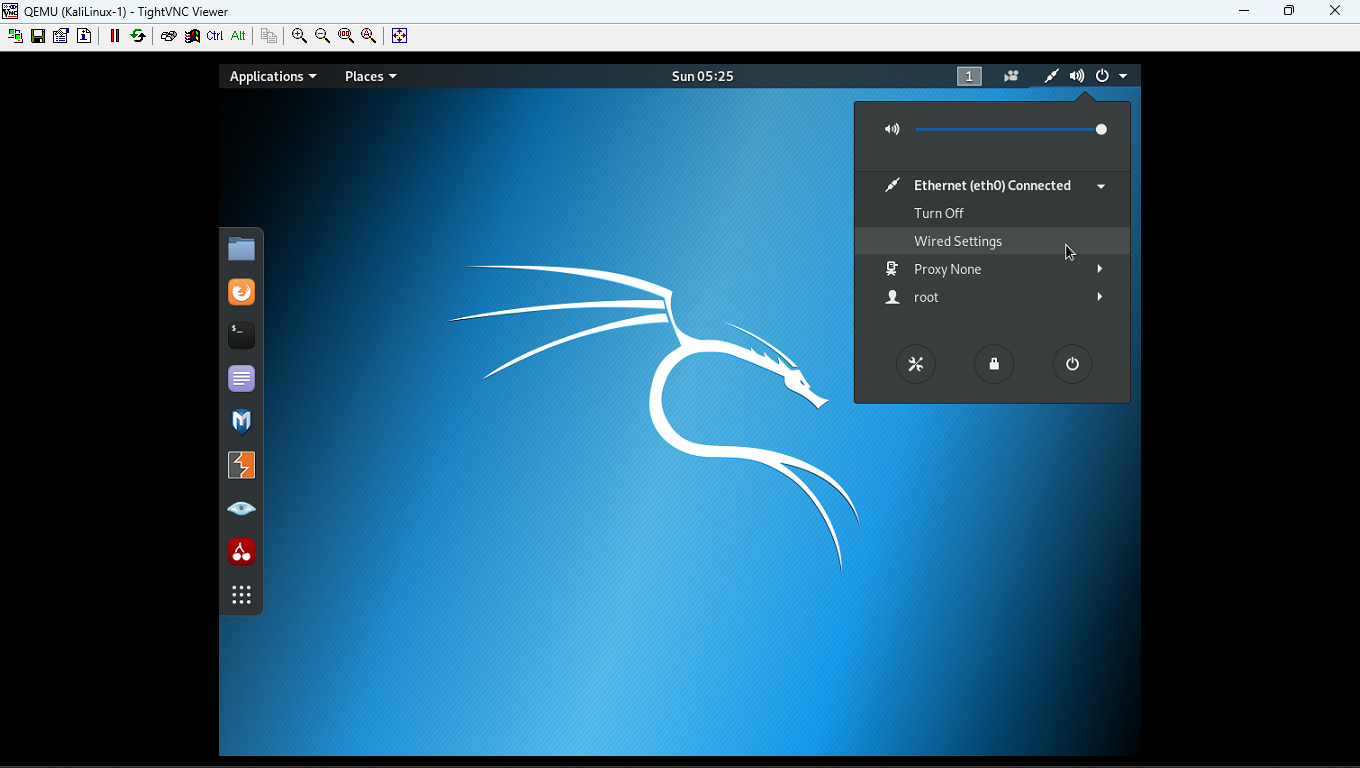 QEMU (KaliLinux-1) - TightVNC Viewer
Ctrl Alt
Applications Places Sun 05:25 1
Ethernet (eth0) Connected
Turn Off
Wired Settings
Proxy None
root